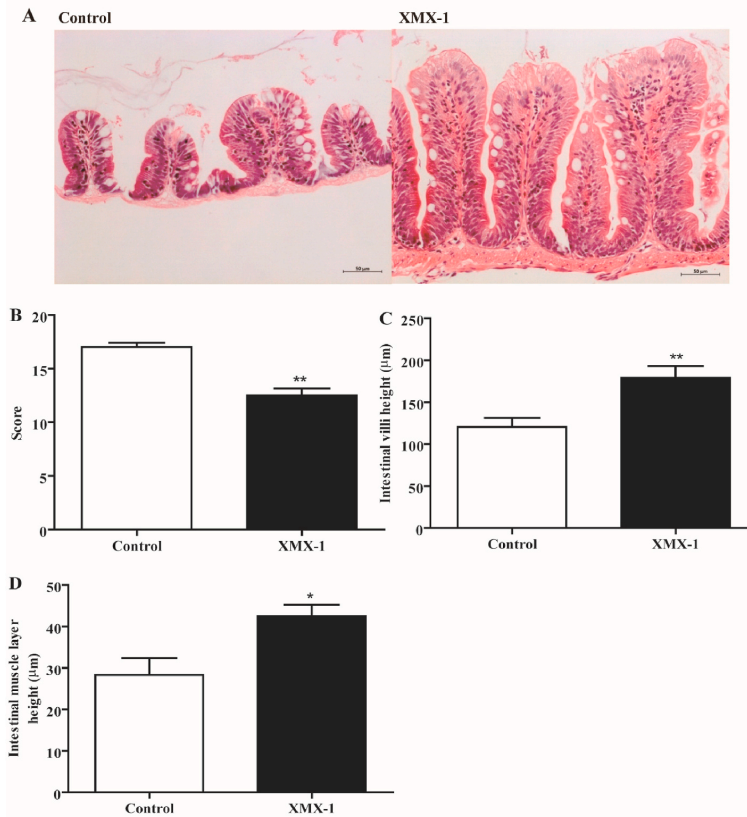 A
Control
XMX-1
50 µm
50 µm
B
20
15
10
5
0
Score
**
Control
XMX-1
C
250
200
150
100
50
0
Intestinal villi height (µm)
**
Control
XMX-1
D
50
40
30
20
10
0
Intestinal muscle layer
height (µm)
*
Control
XMX-1